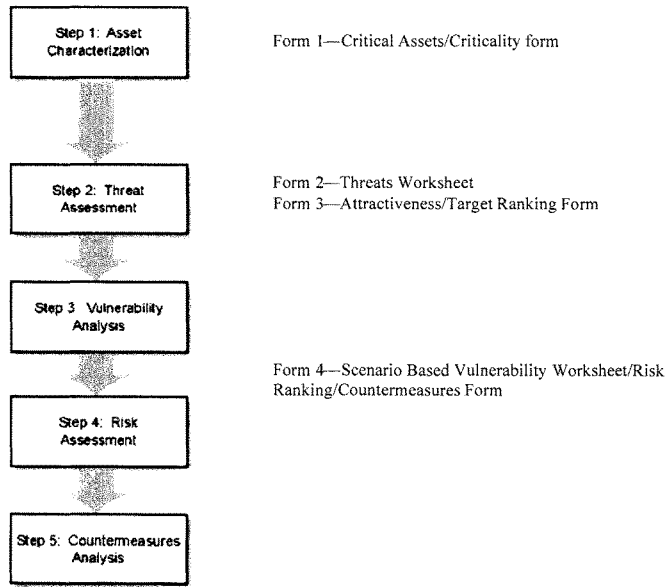 Step 1: Asset
Characterization
Form 1—Critical Assets/Criticality form
Step 2: Threat
Assessment
Form 2—Threats Worksheet
Form 3—Attractiveness/Target Ranking Form
Step 3 Vulnerability
Analysis
Form 4—Scenario Based Vulnerability Worksheet/Risk
Ranking/Countermeasures Form
Step 4: Risk
Assessment
Step 5: Countermeasures
Analysis